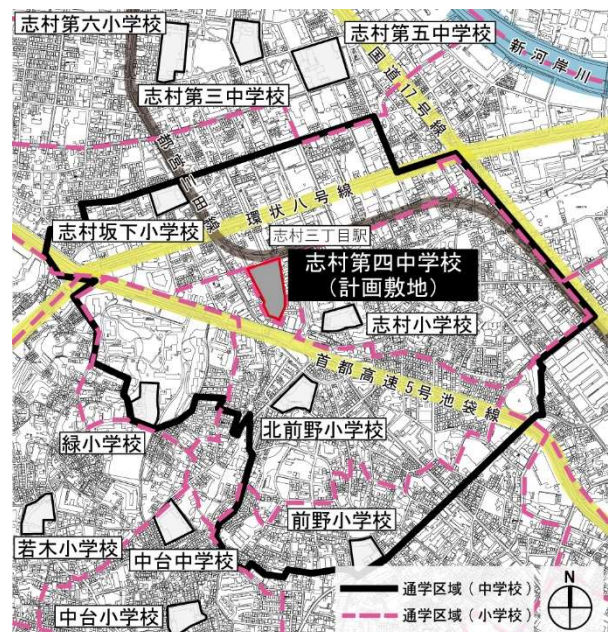 志村第六小学校
志村第五中学校
新河岸川
国道17号線
志村第三中学校
都営三田線
環状八号線
志村坂下小学校
志村三丁目駅
志村第四中学校
（計画敷地）
志村小学校
首都高速5号池袋線
緑小学校
北前野小学校
前野小学校
若木小学校
中台中学校
中台小学校
通学区域（中学校）
通学区域（小学校）
N